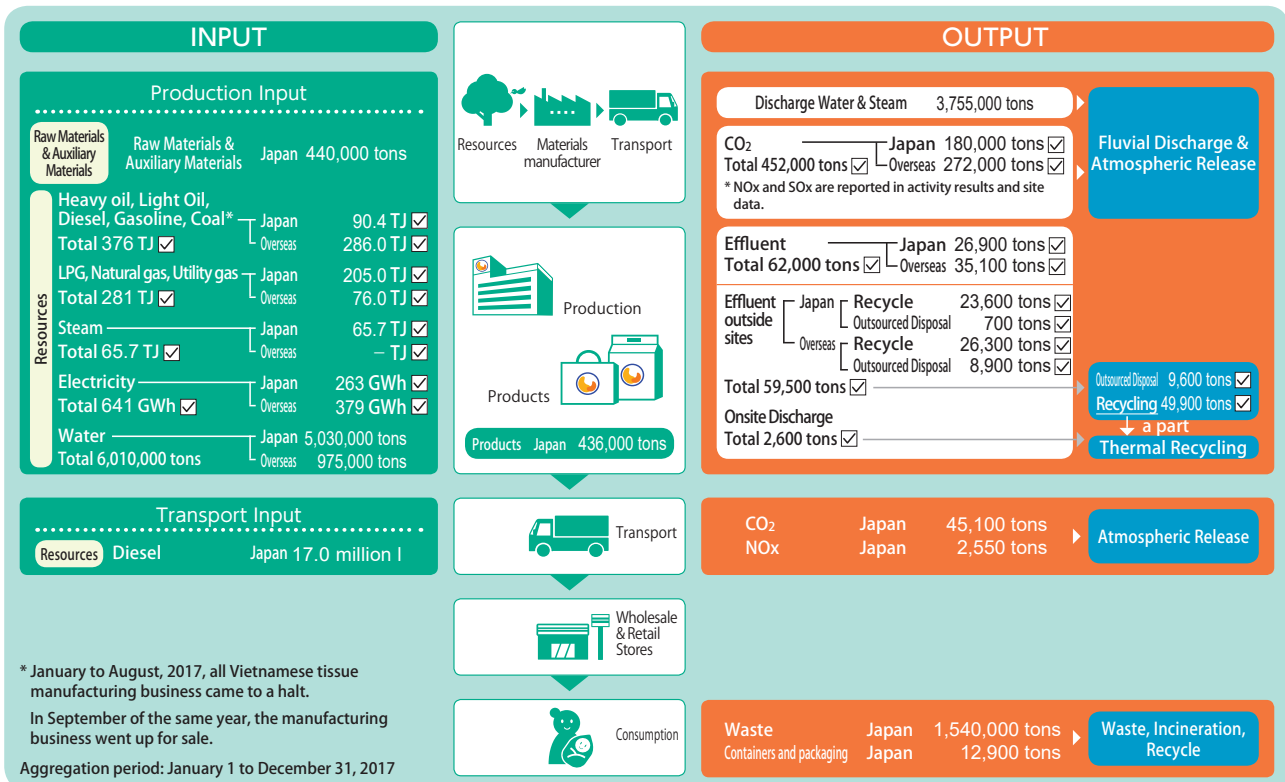 INPUT
Production Input
Raw Materials
& Auxiliary
Materials
Raw Materials &
Auxiliary Materials
Japan 440,000 tons
Resources
Heavy oil, Light Oil,
Diesel, Gasoline, Coal*
Japan 90.4 TJ ☑
Total 376 TJ ☑
Overseas 286.0 TJ ☑
LPG, Natural gas, Utility gas
Japan 205.0 TJ ☑
Total 281 TJ ☑
Overseas 76.0 TJ ☑
Steam
Japan 65.7 TJ ☑
Total 65.7 TJ ☑
Overseas – TJ ☑
Electricity
Japan 263 GWh ☑
Total 641 GWh ☑
Overseas 379 GWh ☑
Water
Japan 5,030,000 tons
Total 6,010,000 tons
Overseas 975,000 tons
Transport Input
Resources Diesel Japan 17.0 million l
* January to August, 2017, all Vietnamese tissue
manufacturing business came to a halt.
In September of the same year, the manufacturing
business went up for sale.
Aggregation period: January 1 to December 31, 2017
Resources
Materials
manufacturer
Transport
Production
Products
Products Japan 436,000 tons
Transport
Wholesale
& Retail
Stores
Consumption
OUTPUT
Discharge Water & Steam 3,755,000 tons
CO2 Japan 180,000 tons ☑
Total 452,000 tons ☑ Overseas 272,000 tons ☑
* NOx and SOx are reported in activity results and site
data.
Fluvial Discharge &
Atmospheric Release
Effluent Japan 26,900 tons ☑
Total 62,000 tons ☑ Overseas 35,100 tons ☑
Effluent
outside
sites
Japan Recycle 23,600 tons ☑
Outsourced Disposal 700 tons ☑
Overseas Recycle 26,300 tons ☑
Outsourced Disposal 8,900 tons ☑
Total 59,500 tons ☑
Onsite Discharge
Total 2,600 tons ☑
Outsourced Disposal 9,600 tons ☑
Recycling 49,900 tons ☑
a part
Thermal Recycling
CO2 Japan 45,100 tons
NOx Japan 2,550 tons
Atmospheric Release
Waste Japan 1,540,000 tons
Containers and packaging Japan 12,900 tons
Waste, Incineration,
Recycle